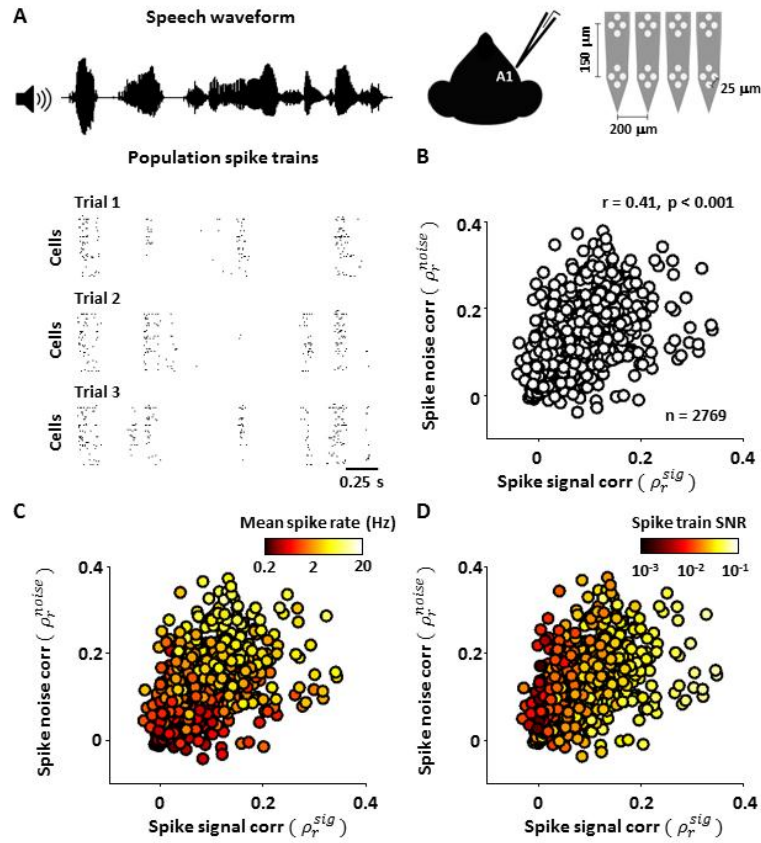 A
Speech waveform
A1
150 μm
25 μm
200 μm
Population spike trains
Trial 1
Cells
Trial 2
Cells
Trial 3
Cells
0.25 s
B
r = 0.41, p < 0.001
Spike noise corr ( ρ_r^noise )
0.4
0.2
0
n = 2769
0 0.2 0.4
Spike signal corr ( ρ_r^sig )
C
Mean spike rate (Hz)
0.2 2 20
Spike noise corr ( ρ_r^noise )
0.4
0.2
0
0 0.2 0.4
Spike signal corr ( ρ_r^sig )
D
Spike train SNR
10⁻³ 10⁻² 10⁻¹
Spike noise corr ( ρ_r^noise )
0.4
0.2
0
0 0.2 0.4
Spike signal corr ( ρ_r^sig )